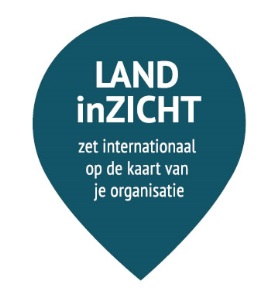 LAND
inZICHT
zet internationaal
op de kaart van
je organisatie